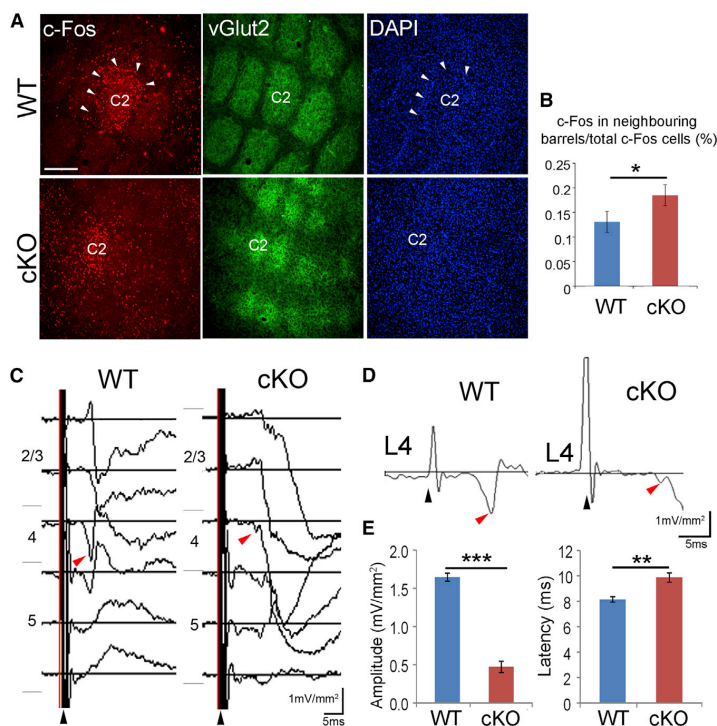 A
c-Fos
vGlut2
DAPI
WT
C2
C2
C2
cKO
C2
C2
C2
B
c-Fos in neighbouring
barrels/total c-Fos cells (%)
*
0.25
0.2
0.15
0.1
0.05
0
WT
cKO
C
WT
cKO
2/3
4
5
2/3
4
5
1mV/mm²
5ms
D
WT
cKO
L4
L4
1mV/mm²
5ms
E
Amplitude (mV/mm²)
***
2.0
1.5
1.0
0.5
0.0
WT
cKO
Latency (ms)
**
12
10
8
6
4
2
0
WT
cKO